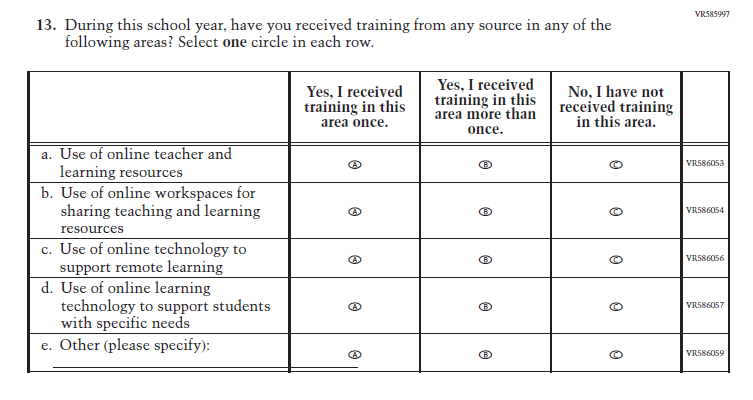 VR585997
13. During this school year, have you received training from any source in any of the
following areas? Select one circle in each row.
Yes, I received
training in this
area once.
Yes, I received
training in this
area more than
once.
No, I have not
received training
in this area.
a. Use of online teacher and
learning resources
A B C VR586053
b. Use of online workspaces for
sharing teaching and learning
resources
A B C VR586054
c. Use of online technology to
support remote learning
A B C VR586056
d. Use of online learning
technology to support students
with specific needs
A B C VR586057
e. Other (please specify):
A B C VR586059